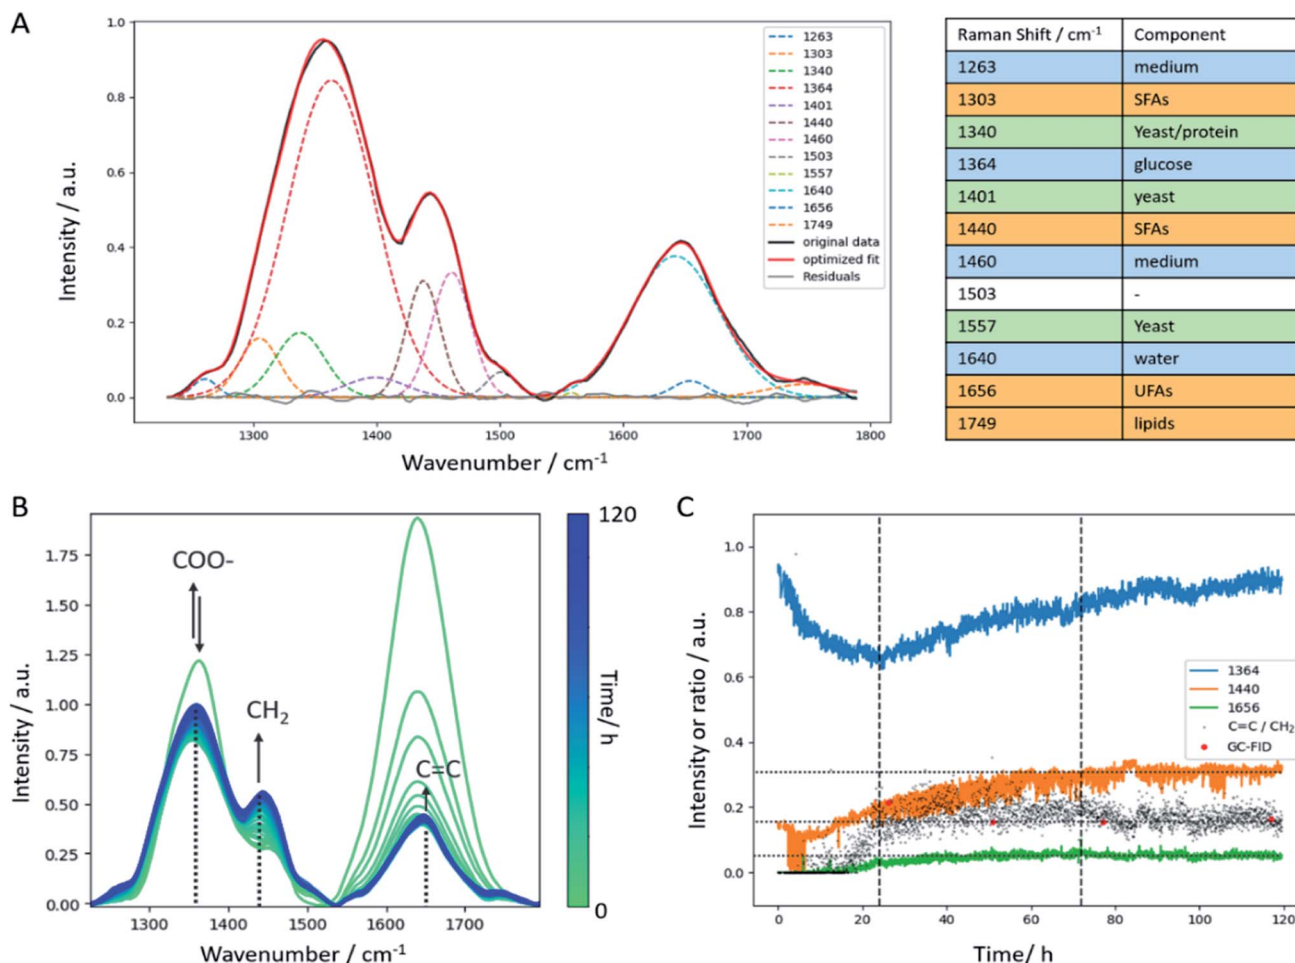 A
Intensity / a.u.
1.0
0.8
0.6
0.4
0.2
0.0
1300 1400 1500 1600 1700 1800
Wavenumber / cm-1
1263
1303
1340
1364
1401
1440
1460
1503
1557
1640
1656
1749
original data
optimized fit
Residuals
Raman Shift / cm-1 Component
1263 medium
1303 SFAs
1340 Yeast/protein
1364 glucose
1401 yeast
1440 SFAs
1460 medium
1503 -
1557 Yeast
1640 water
1656 UFAs
1749 lipids
B
Intensity / a.u.
1.75
1.50
1.25
1.00
0.75
0.50
0.25
0.00
COO-
CH2
C=C
1300 1400 1500 1600 1700
Wavenumber / cm-1
120
Time/ h
0
C
Intensity or ratio / a.u.
1.0
0.8
0.6
0.4
0.2
0.0
1364
1440
1656
C=C / CH2
GC-FID
0 20 40 60 80 100 120
Time/ h